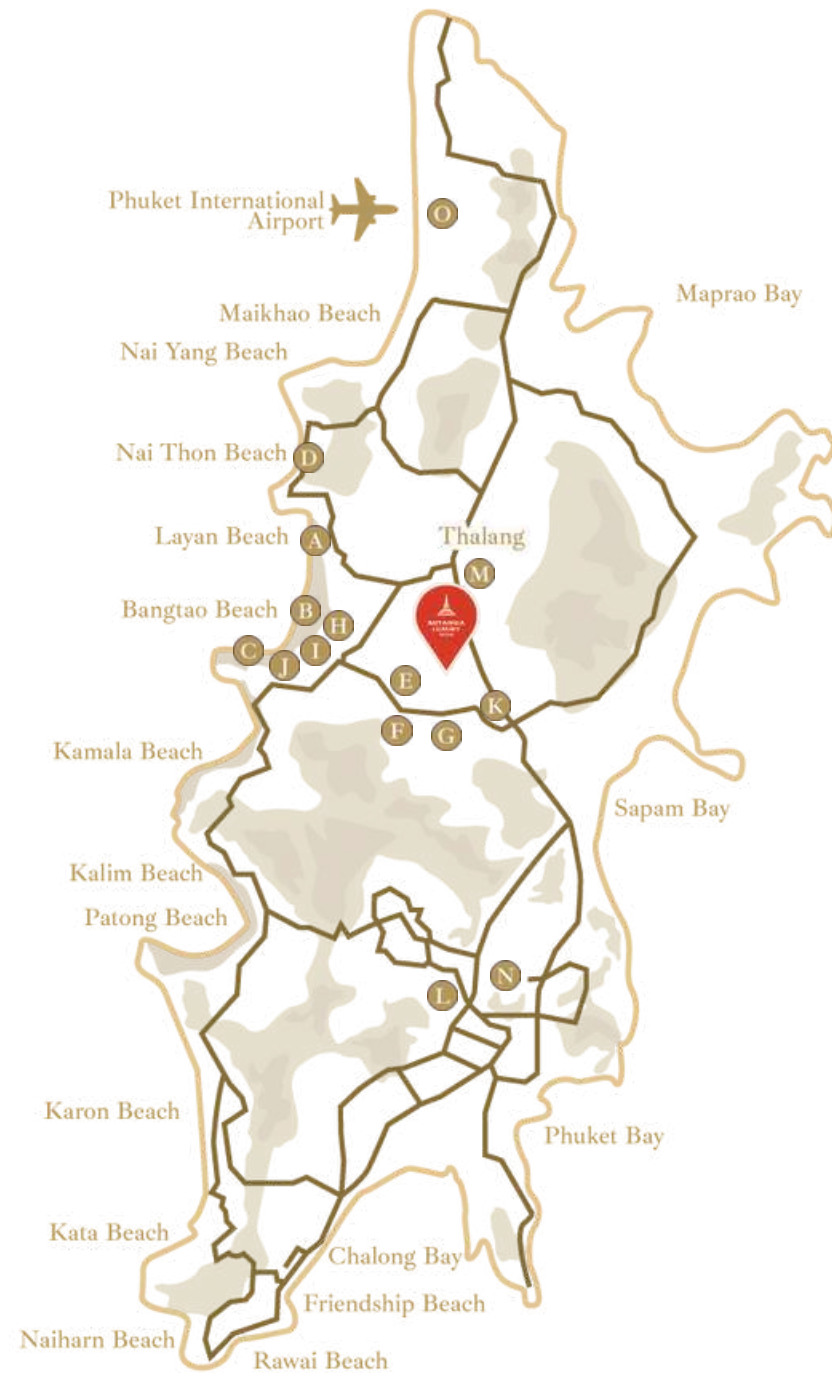 Phuket International
Airport
O
Maprao Bay
Maikhao Beach
Nai Yang Beach
Nai Thon Beach
D
Layan Beach
A
Thalang
M
Bangtao Beach
B
H
C
J
I
E
K
F
G
Kamala Beach
Sapam Bay
Kalim Beach
Patong Beach
N
L
Karon Beach
Phuket Bay
Kata Beach
Chalong Bay
Friendship Beach
Naiharn Beach
Rawai Beach